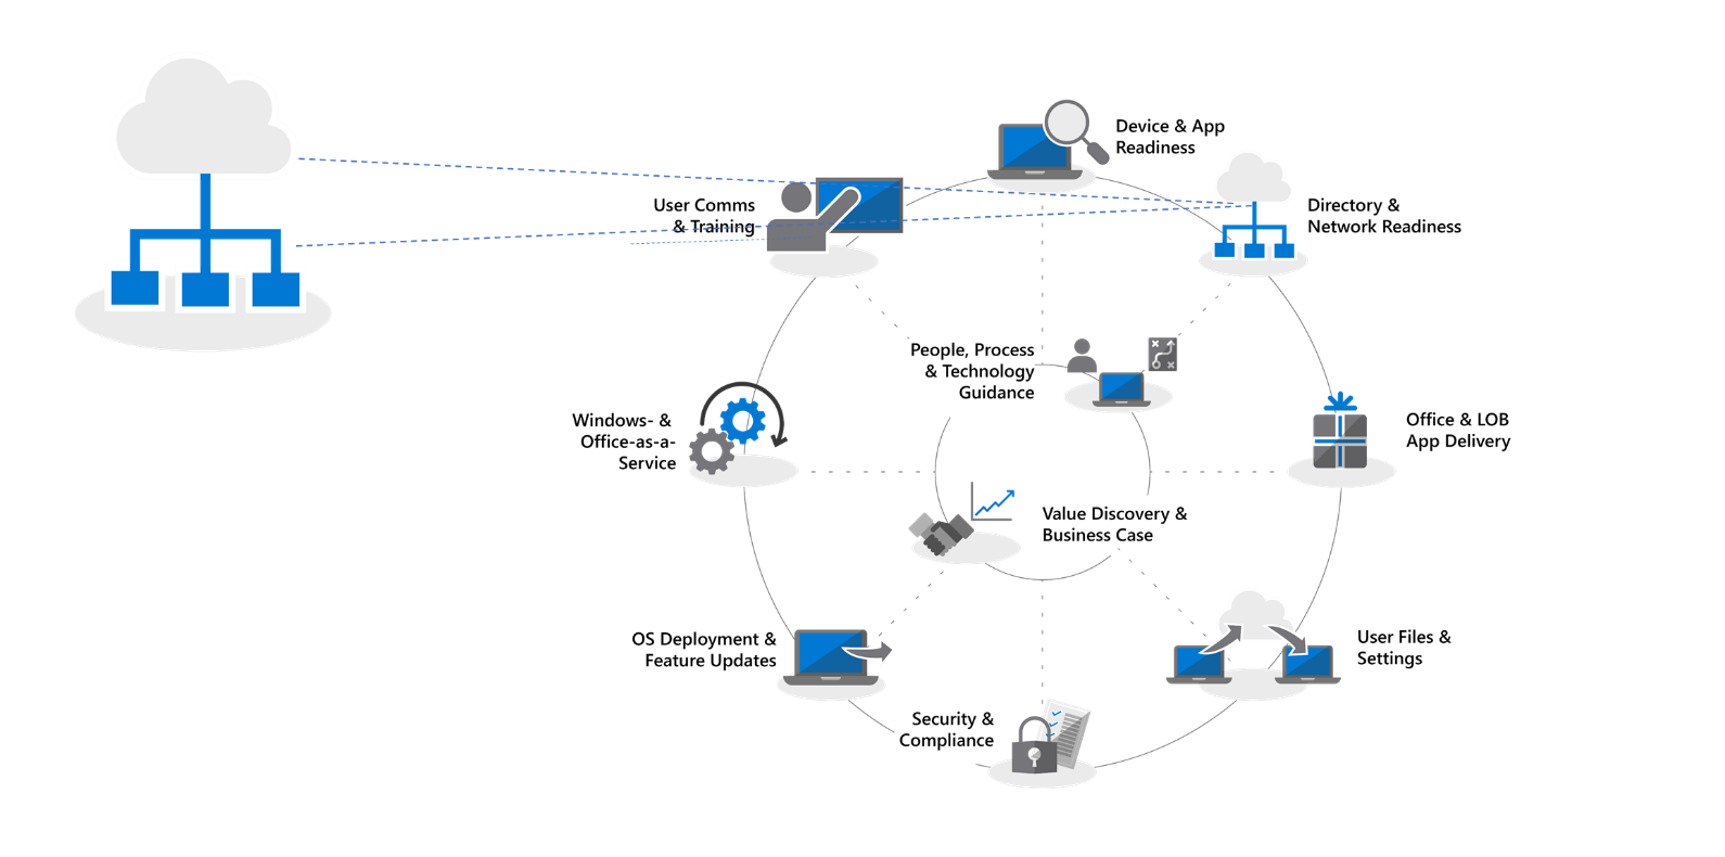 Device & App
Readiness
User Comms
& Training
Directory &
Network Readiness
People, Process
& Technology
Guidance
Windows- &
Office-as-a-
Service
Office & LOB
App Delivery
Value Discovery &
Business Case
OS Deployment &
Feature Updates
User Files &
Settings
Security &
Compliance